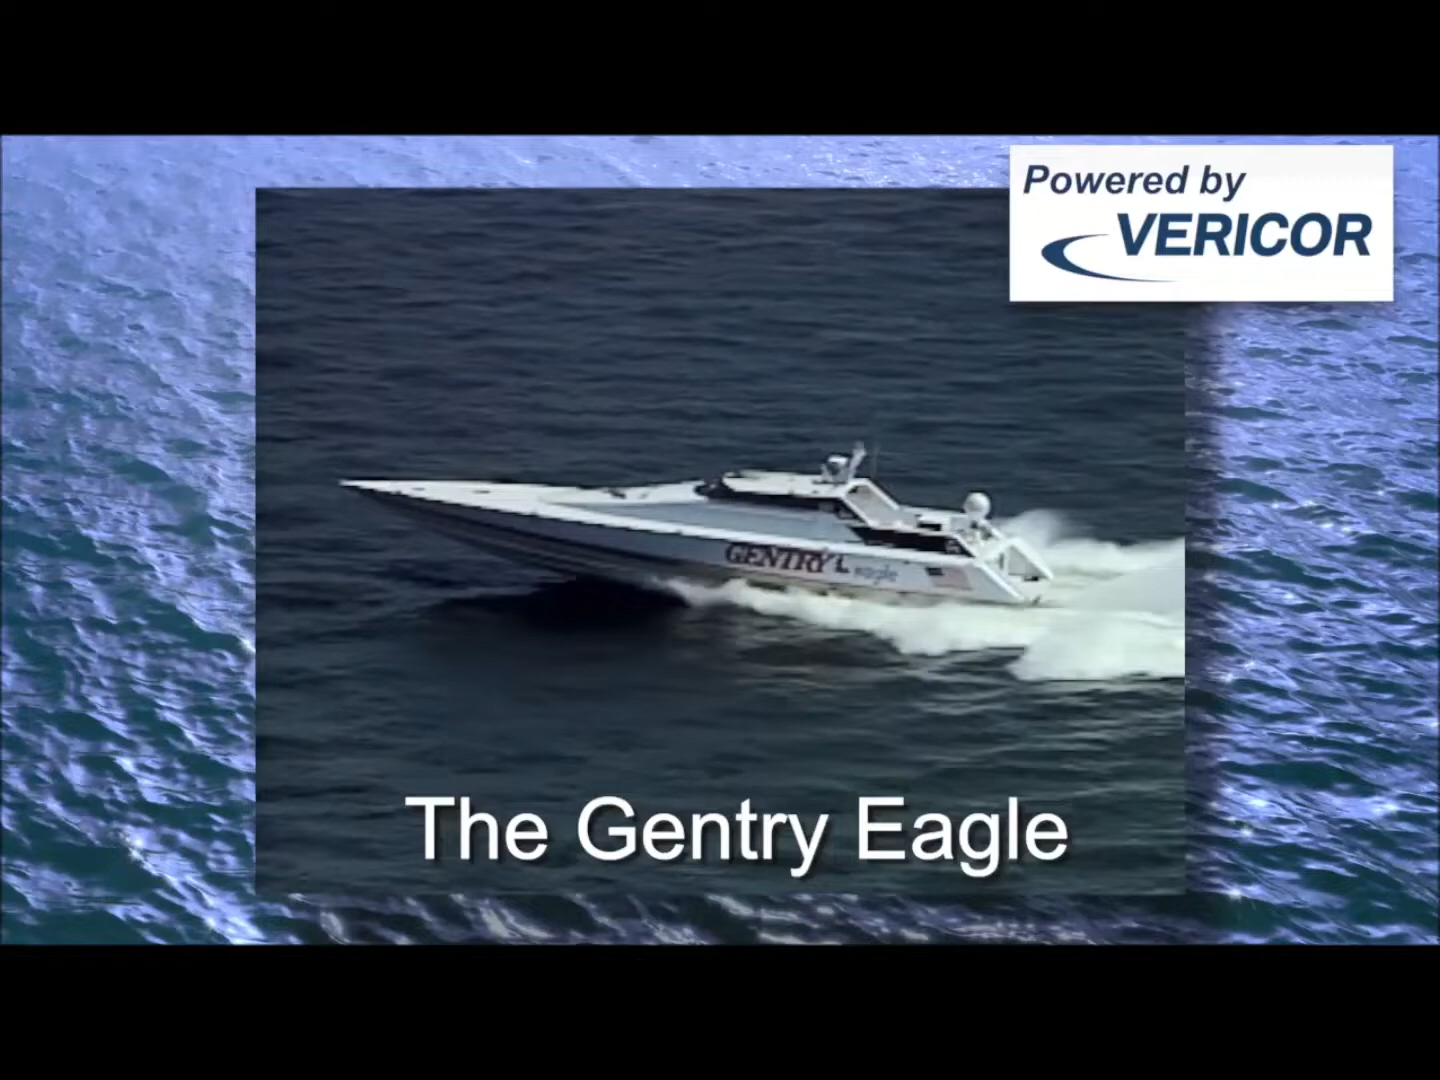 Powered by
VERICOR
GENTRY
eagle
The Gentry Eagle